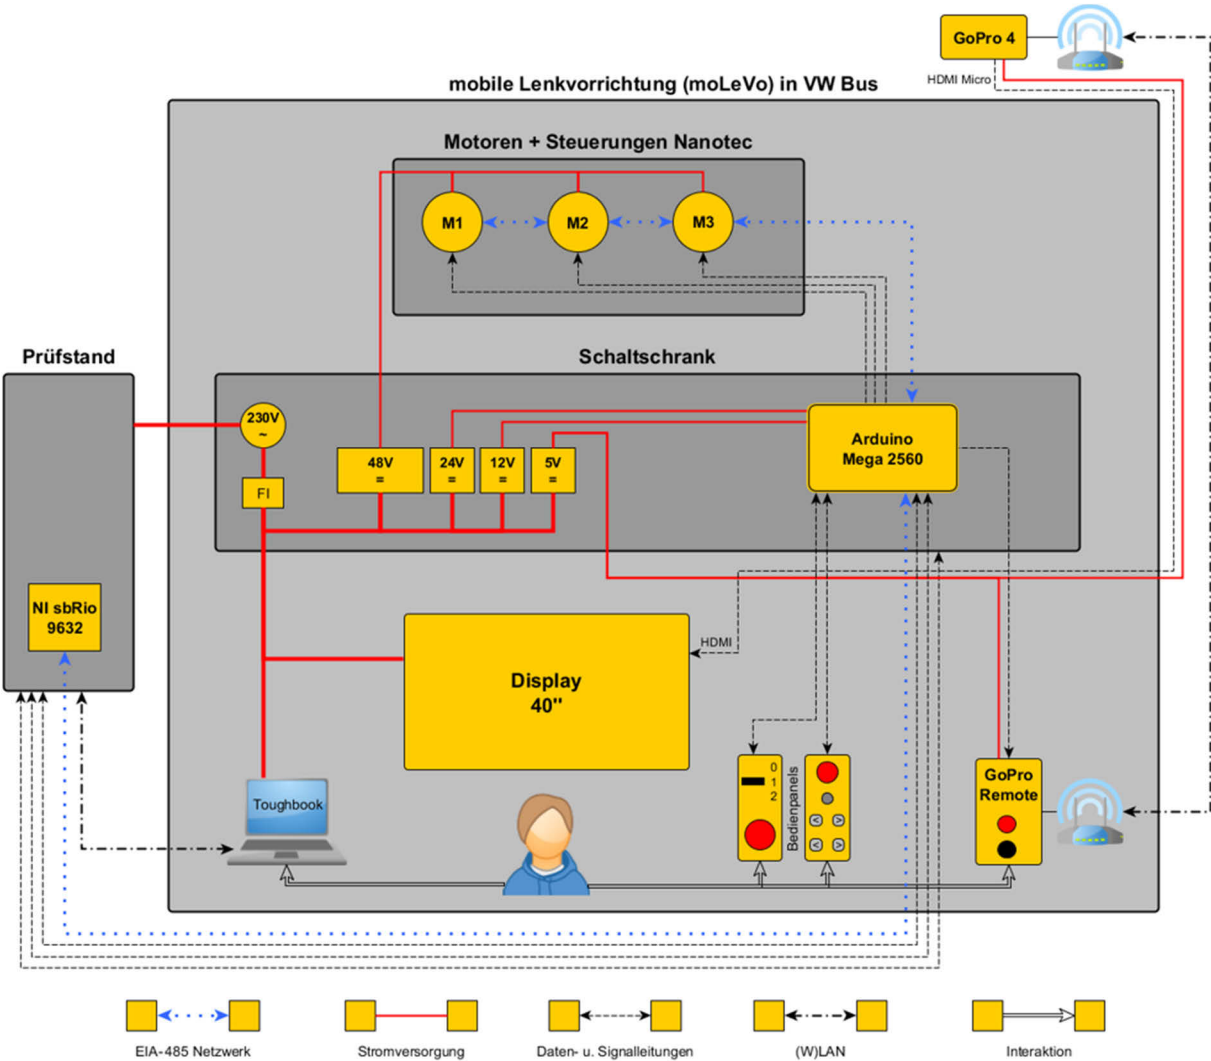 GoPro 4
HDMI Micro
mobile Lenkvorrichtung (moLeVo) in VW Bus
Motoren + Steuerungen Nanotec
M1
M2
M3
Prüfstand
Schaltschrank
230V
~
FI
48V
=
24V
=
12V
=
5V
=
Arduino
Mega 2560
NI sbRio
9632
HDMI
Display
40"
Toughbook
0
1
2
Bedienpanels
<
>
<
>
GoPro
Remote
EIA-485 Netzwerk
Stromversorgung
Daten- u. Signalleitungen
(W)LAN
Interaktion